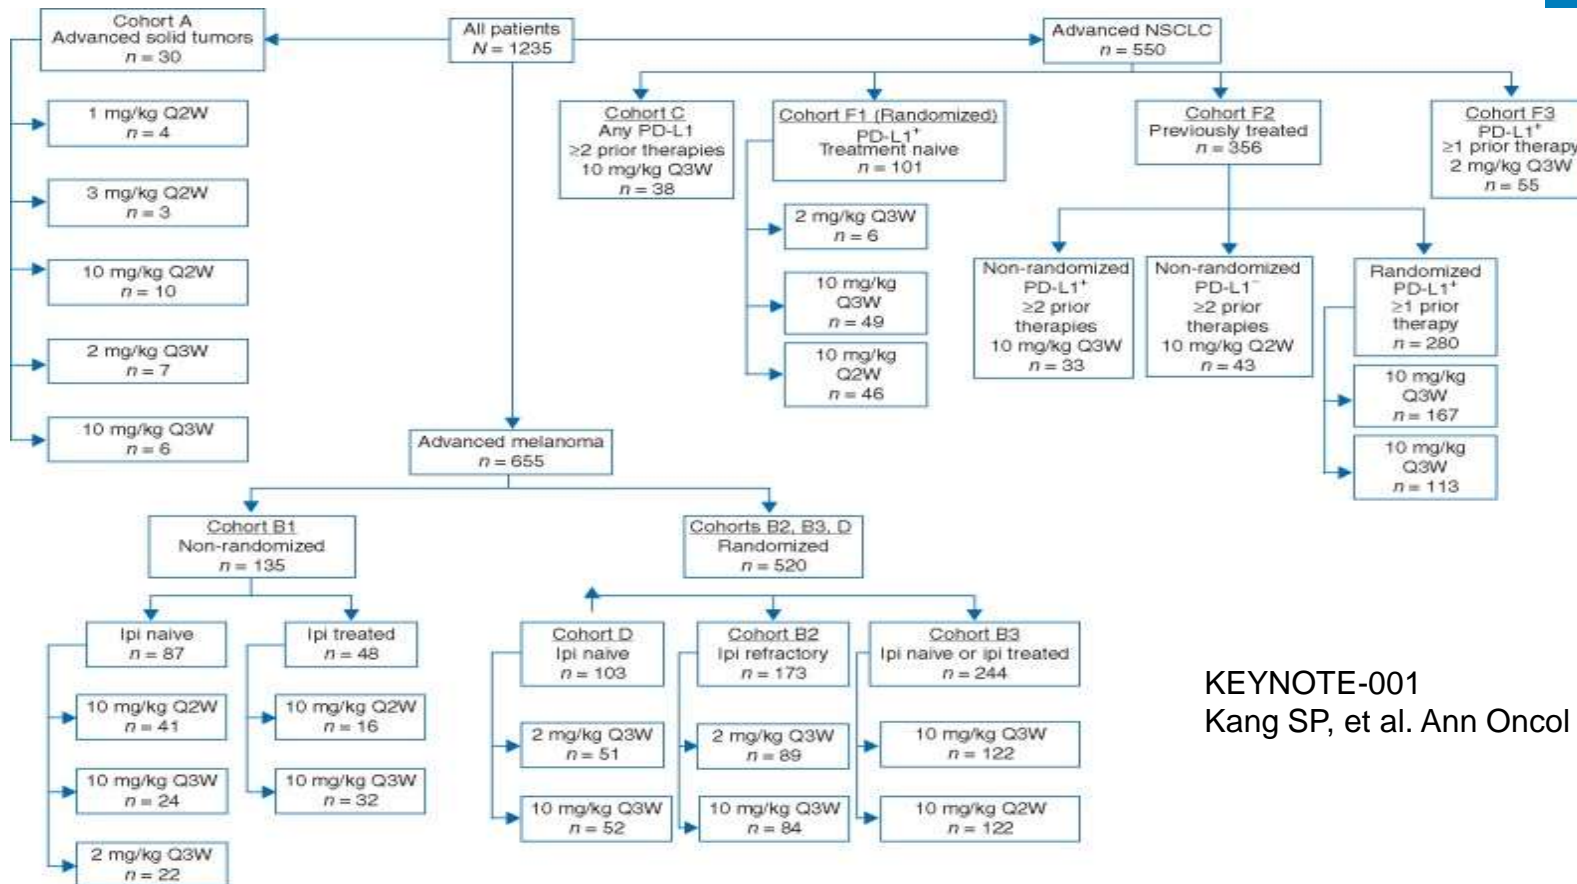 Cohort A
Advanced solid tumors
n = 30
All patients
N = 1235
Advanced NSCLC
n = 550
1 mg/kg Q2W
n = 4
3 mg/kg Q2W
n = 3
10 mg/kg Q2W
n = 10
2 mg/kg Q3W
n = 7
10 mg/kg Q3W
n = 6
Cohort C
Any PD-L1
≥2 prior therapies
10 mg/kg Q3W
n = 38
Cohort F1 (Randomized)
PD-L1⁺
Treatment naive
n = 101
2 mg/kg Q3W
n = 6
10 mg/kg
Q3W
n = 49
10 mg/kg
Q2W
n = 46
Cohort F2
Previously treated
n = 356
Non-randomized
PD-L1⁺
≥2 prior
therapies
10 mg/kg Q3W
n = 33
Non-randomized
PD-L1⁻
≥2 prior
therapies
10 mg/kg Q2W
n = 43
Randomized
PD-L1⁺
≥1 prior
therapy
n = 280
10 mg/kg
Q3W
n = 167
10 mg/kg
Q3W
n = 113
Cohort F3
PD-L1⁺
≥1 prior therapy
2 mg/kg Q3W
n = 55
Advanced melanoma
n = 655
Cohort B1
Non-randomized
n = 135
Ipi naive
n = 87
10 mg/kg Q2W
n = 41
10 mg/kg Q3W
n = 24
2 mg/kg Q3W
n = 22
Ipi treated
n = 48
10 mg/kg Q2W
n = 16
10 mg/kg Q3W
n = 32
Cohorts B2, B3, D
Randomized
n = 520
Cohort D
Ipi naive
n = 103
2 mg/kg Q3W
n = 51
10 mg/kg Q3W
n = 52
Cohort B2
Ipi refractory
n = 173
2 mg/kg Q3W
n = 89
10 mg/kg Q3W
n = 84
Cohort B3
Ipi naive or ipi treated
n = 244
10 mg/kg Q3W
n = 122
10 mg/kg Q2W
n = 122
KEYNOTE-001
Kang SP, et al. Ann Oncol